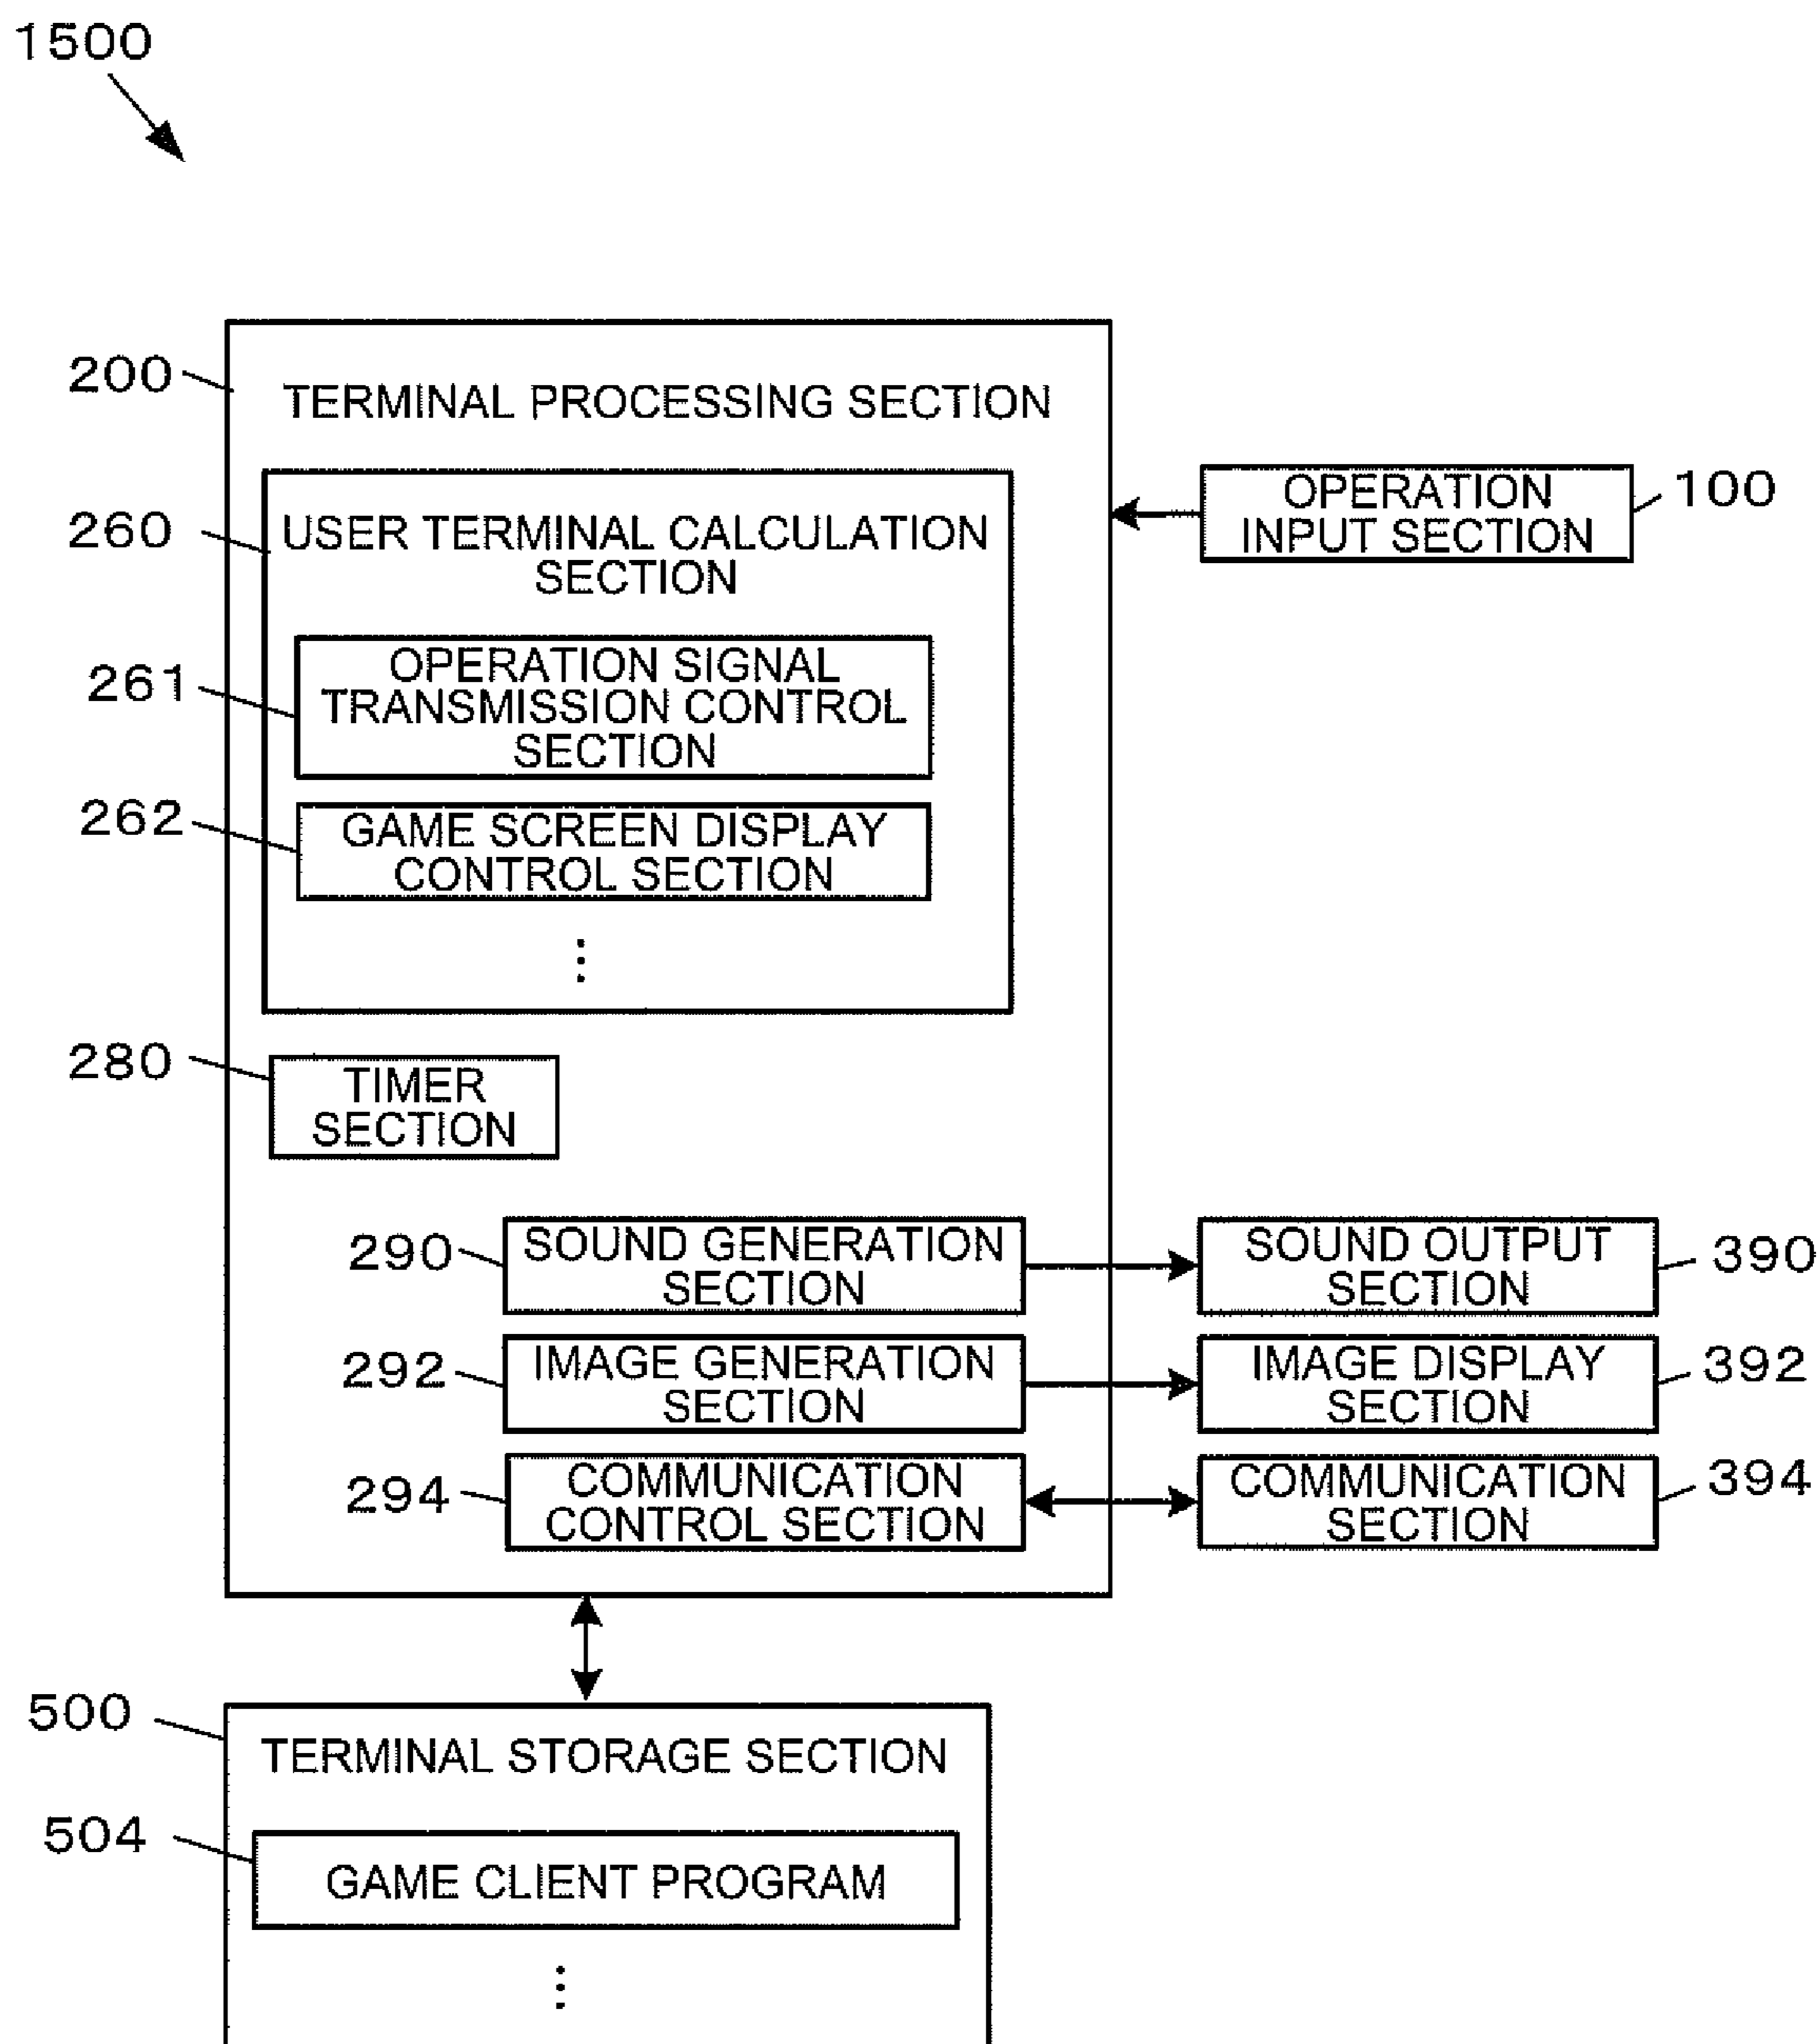 1500
200
TERMINAL PROCESSING SECTION
260
USER TERMINAL CALCULATION
SECTION
OPERATION
INPUT SECTION
100
261
OPERATION SIGNAL
TRANSMISSION CONTROL
SECTION
262
GAME SCREEN DISPLAY
CONTROL SECTION
⋮
280
TIMER
SECTION
290
SOUND GENERATION
SECTION
SOUND OUTPUT
SECTION
390
292
IMAGE GENERATION
SECTION
IMAGE DISPLAY
SECTION
392
294
COMMUNICATION
CONTROL SECTION
COMMUNICATION
SECTION
394
500
TERMINAL STORAGE SECTION
504
GAME CLIENT PROGRAM
⋮